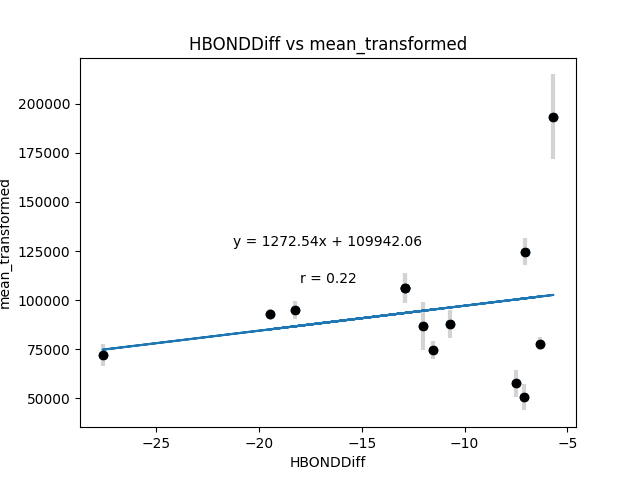 HBONDDiff vs mean_transformed
mean_transformed
200000
175000
150000
125000
100000
75000
50000
y = 1272.54x + 109942.06
r = 0.22
−25
−20
−15
−10
−5
HBONDDiff